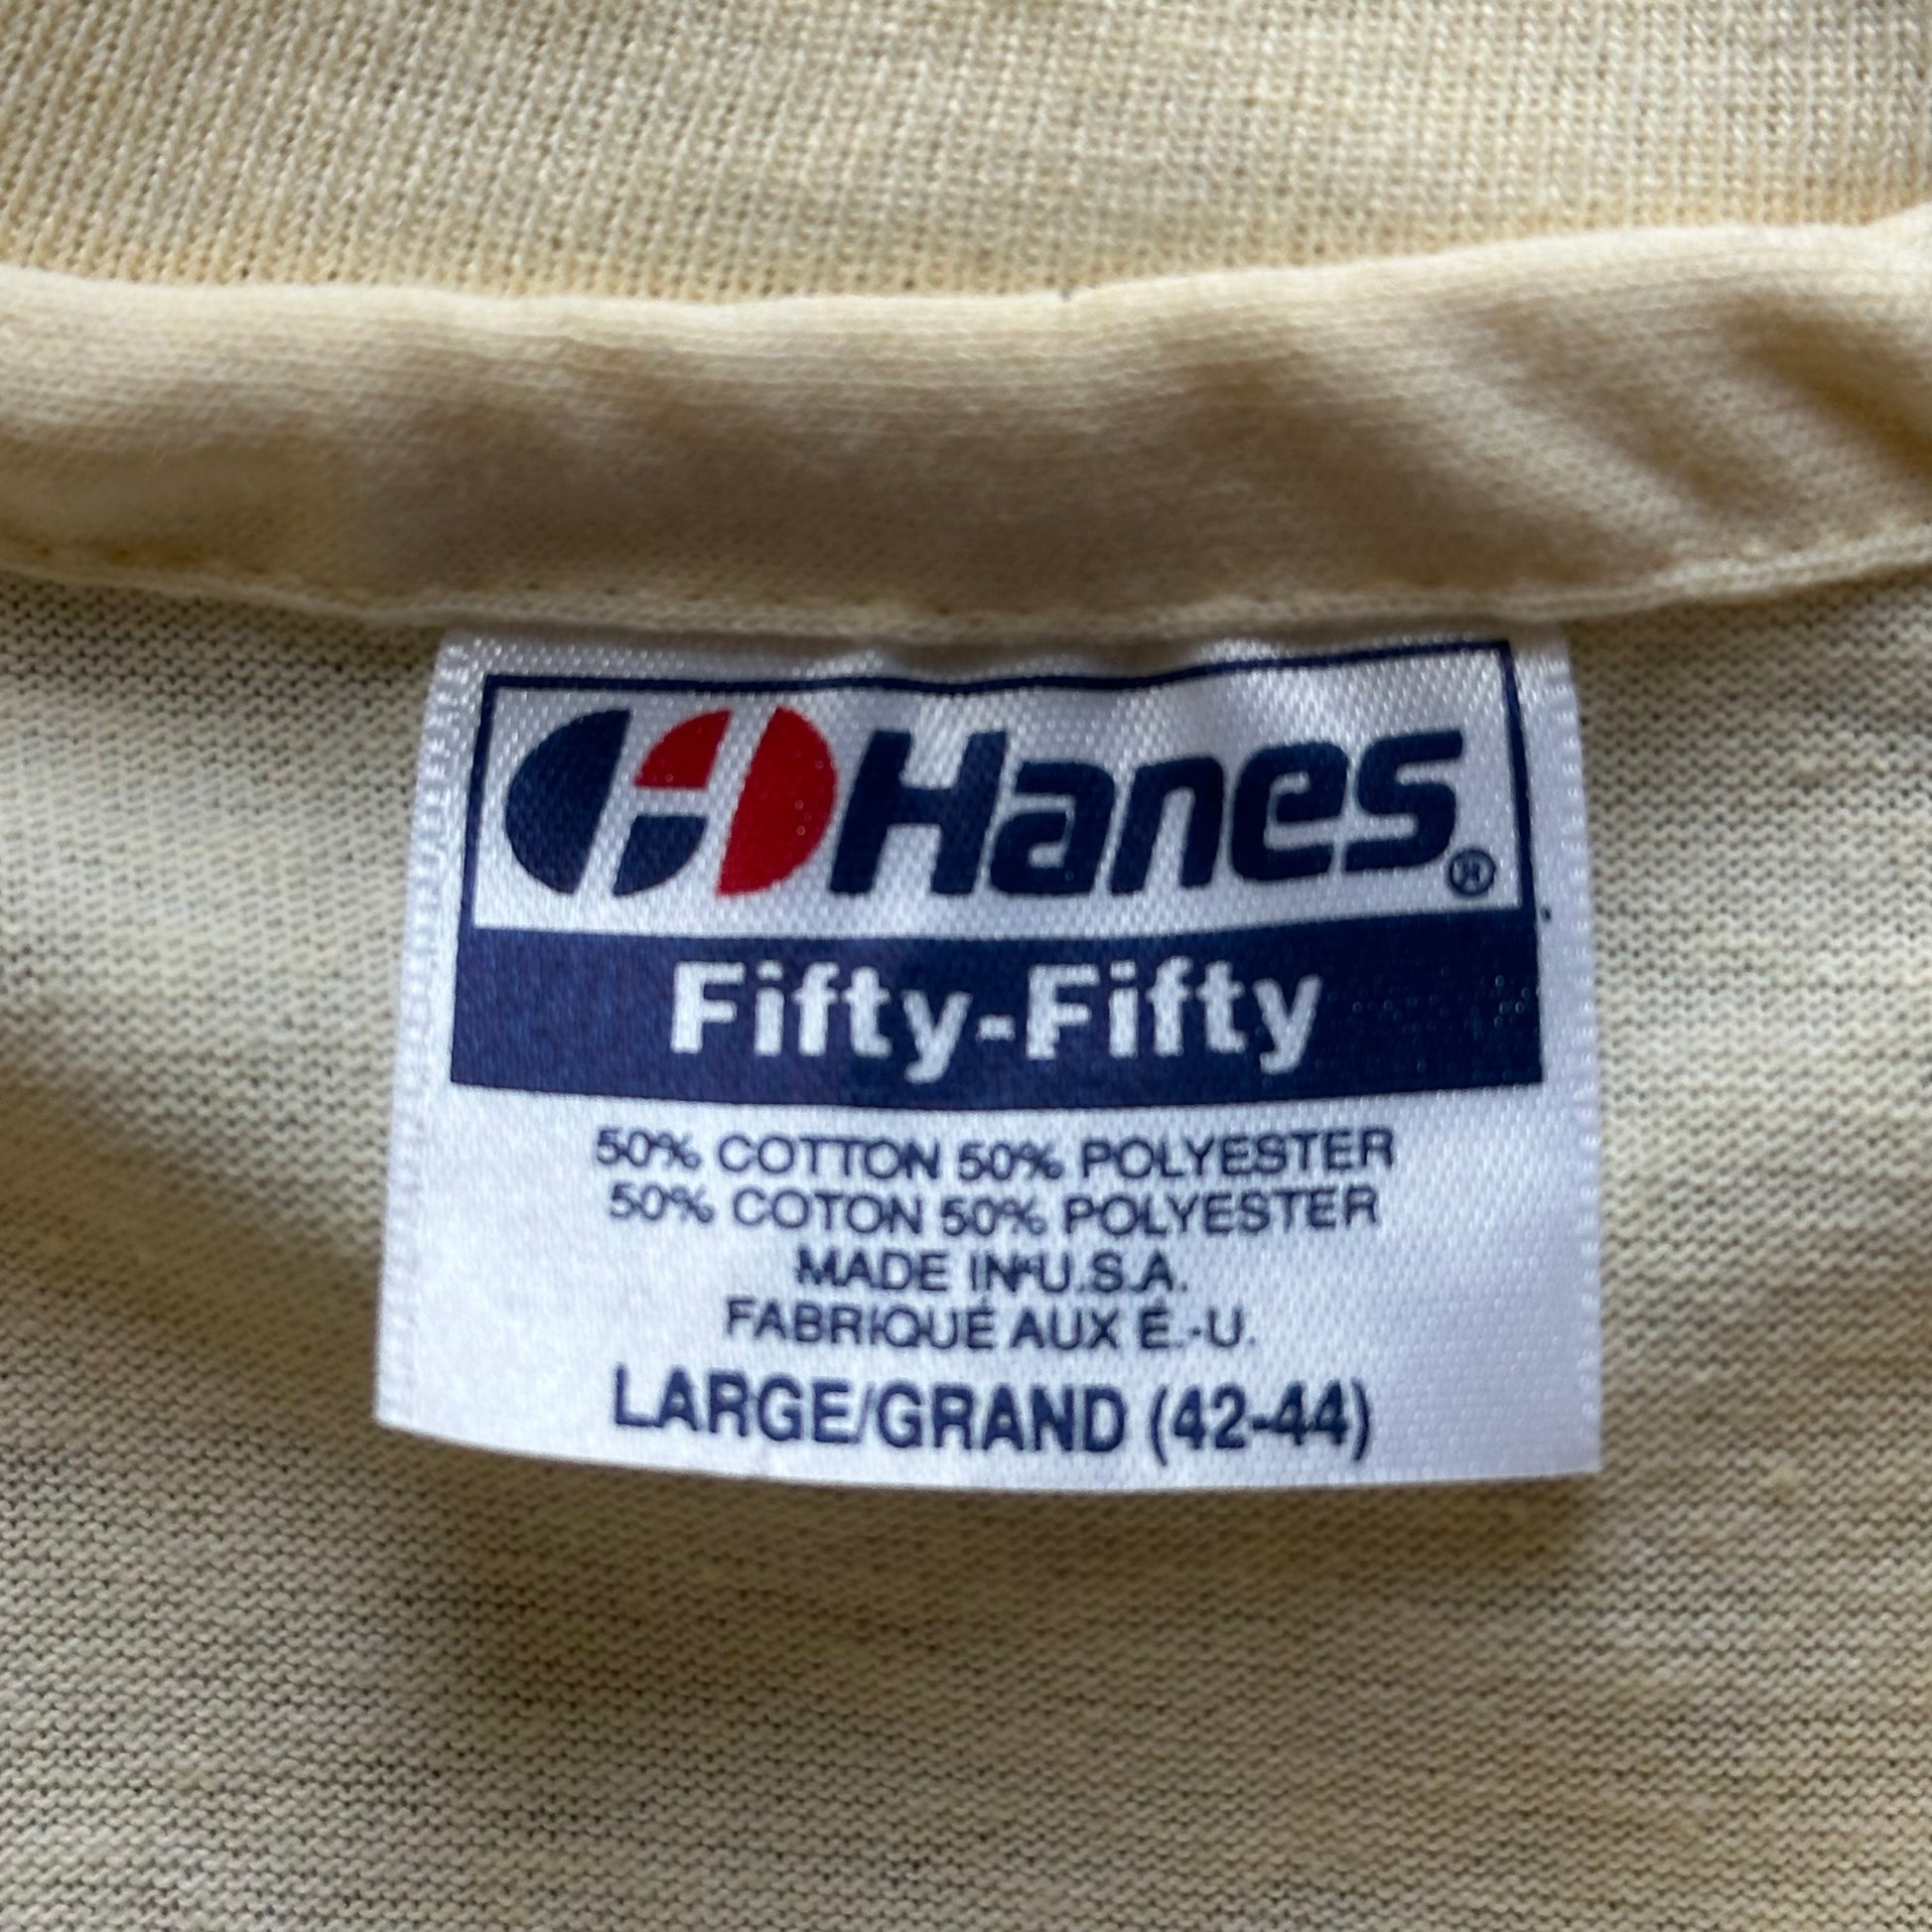 Hanes®
Fifty-Fifty
50% COTTON 50% POLYESTER
50% COTON 50% POLYESTER
MADE IN U.S.A.
FABRIQUÉ AUX É.-U.
LARGE/GRAND (42-44)